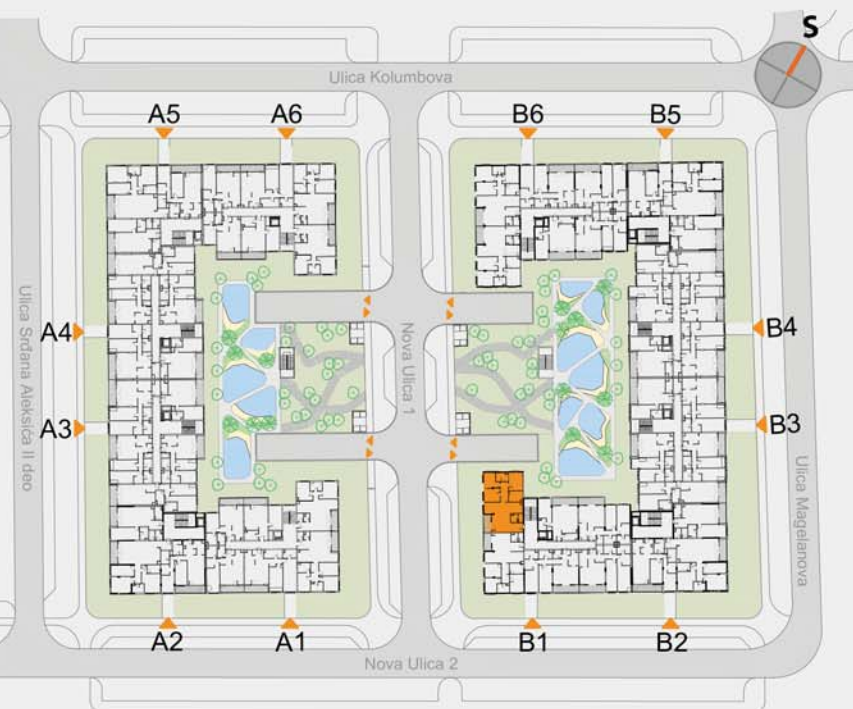 S
Ulica Kolumbova
A5
A6
B6
B5
Ulica Srđana Aleksića II deo
A4
Nova Ulica 1
B4
A3
B3
Ulica Magelanova
A2
A1
B1
B2
Nova Ulica 2